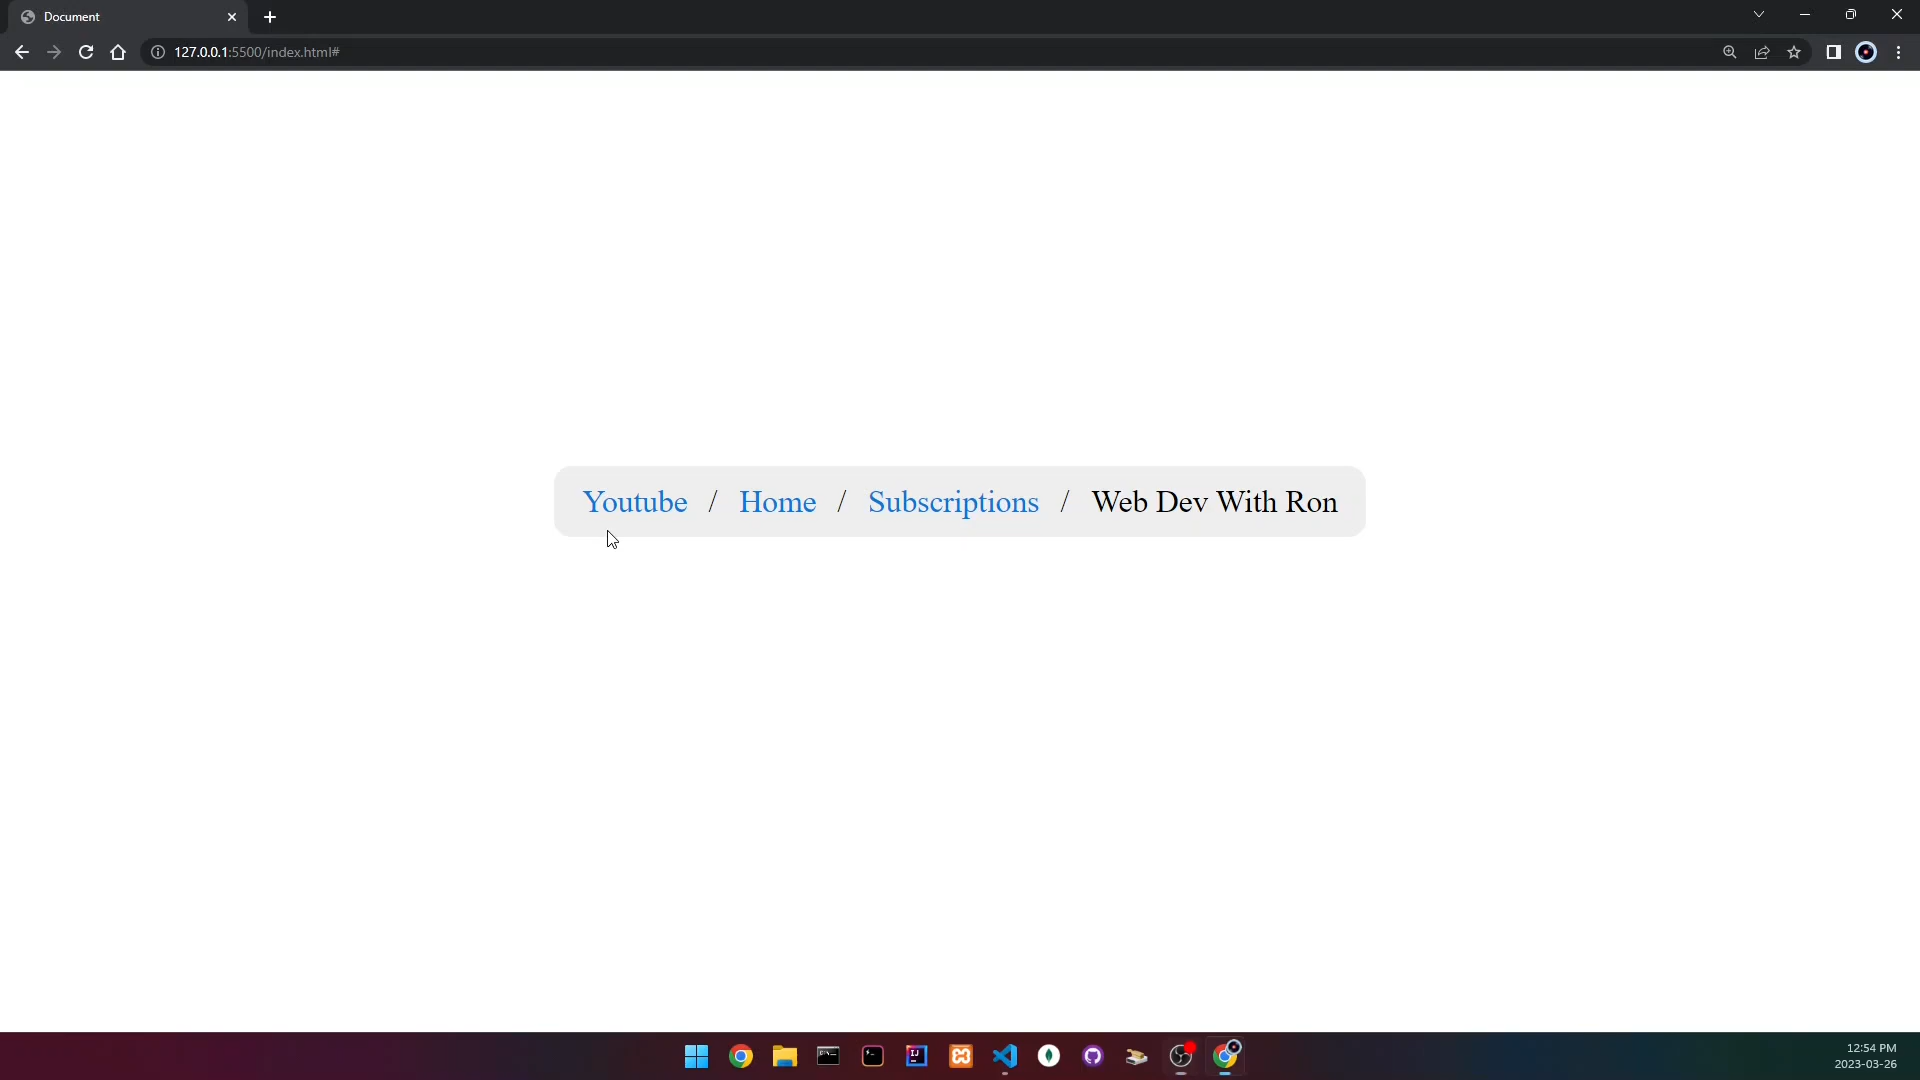 Document
127.0.0.1:5500/index.html#
Youtube / Home / Subscriptions / Web Dev With Ron
12:54 PM
2023-03-26